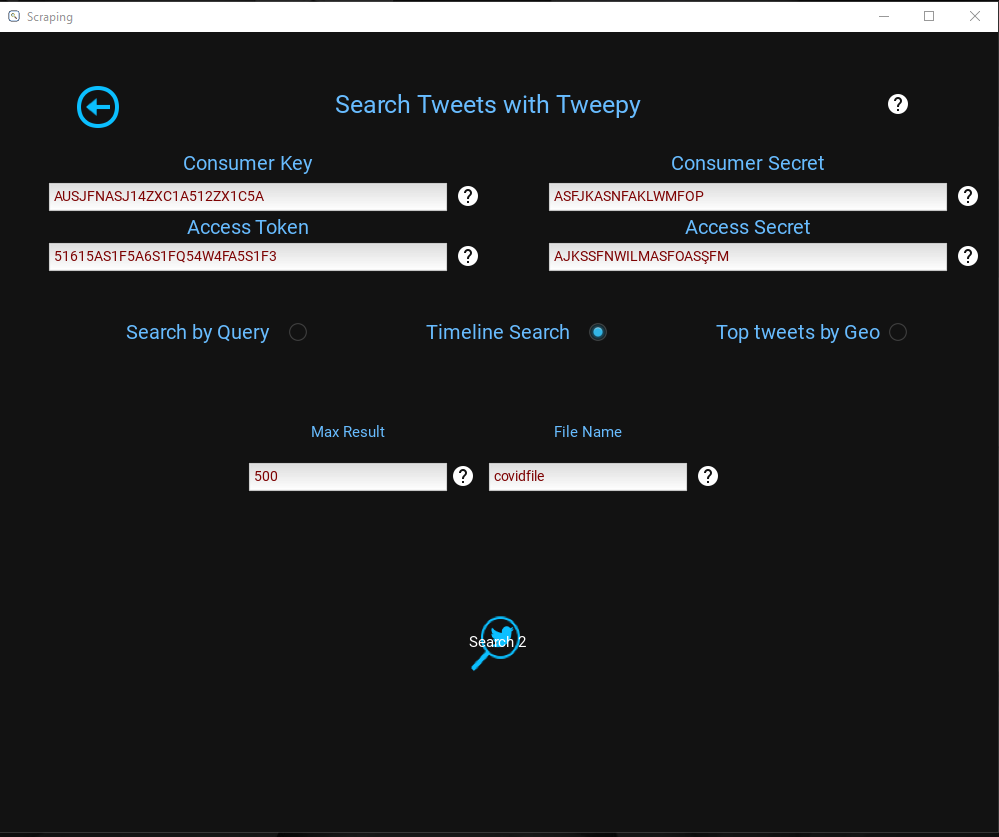 Scraping
Search Tweets with Tweepy
?
Consumer Key
Consumer Secret
AUSJFNASJ14ZXC1A512ZX1C5A
?
ASFJKASNFAKLWMFOP
?
Access Token
Access Secret
51615AS1F5A6S1FQ54W4FA5S1F3
?
AJKSSFNWILMASFOASŞFM
?
Search by Query
Timeline Search
Top tweets by Geo
Max Result
File Name
500
?
covidfile
?
Search 2